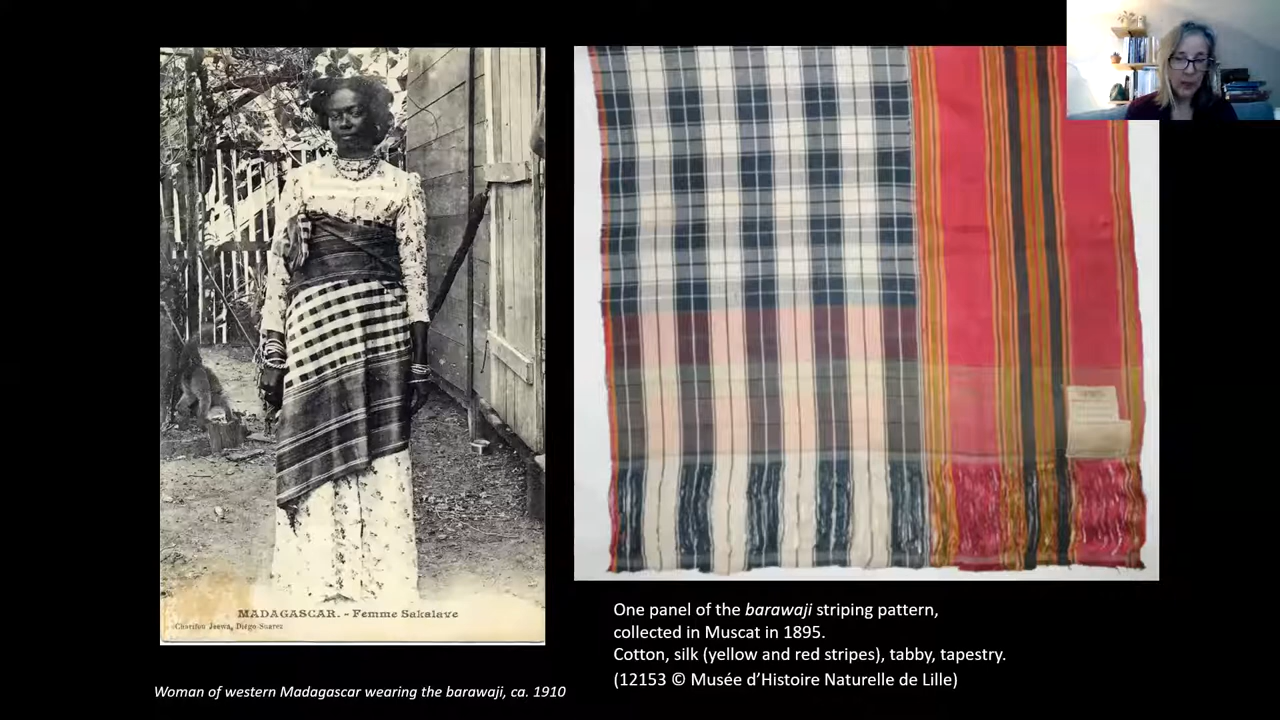 MADAGASCAR. - Femme Sakalave
Charifou Jeewa, Diégo-Suarez
Woman of western Madagascar wearing the barawaji, ca. 1910
One panel of the barawaji striping pattern,
collected in Muscat in 1895.
Cotton, silk (yellow and red stripes), tabby, tapestry.
(12153 © Musée d’Histoire Naturelle de Lille)